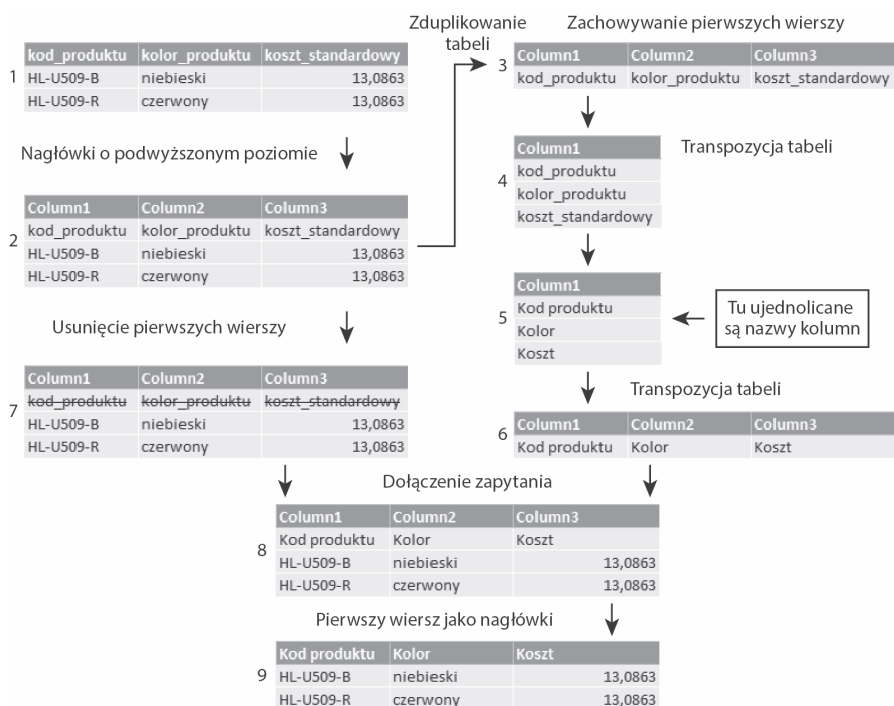 Zduplikowanie tabeli
Zachowywanie pierwszych wierszy
1
kod_produktu kolor_produktu koszt_standardowy
HL-U509-B niebieski 13,0863
HL-U509-R czerwony 13,0863
Nagłówki o podwyższonym poziomie
2
Column1 Column2 Column3
kod_produktu kolor_produktu koszt_standardowy
HL-U509-B niebieski 13,0863
HL-U509-R czerwony 13,0863
3
Column1 Column2 Column3
kod_produktu kolor_produktu koszt_standardowy
Transpozycja tabeli
4
Column1
kod_produktu
kolor_produktu
koszt_standardowy
5
Column1
Kod produktu
Kolor
Koszt
Tu ujednolicane
są nazwy kolumn
Transpozycja tabeli
6
Column1 Column2 Column3
Kod produktu Kolor Koszt
Usunięcie pierwszych wierszy
7
Column1 Column2 Column3
kod_produktu kolor_produktu koszt_standardowy
HL-U509-B niebieski 13,0863
HL-U509-R czerwony 13,0863
Dołączenie zapytania
8
Column1 Column2 Column3
Kod produktu Kolor Koszt
HL-U509-B niebieski 13,0863
HL-U509-R czerwony 13,0863
Pierwszy wiersz jako nagłówki
9
Kod produktu Kolor Koszt
HL-U509-B niebieski 13,0863
HL-U509-R czerwony 13,0863